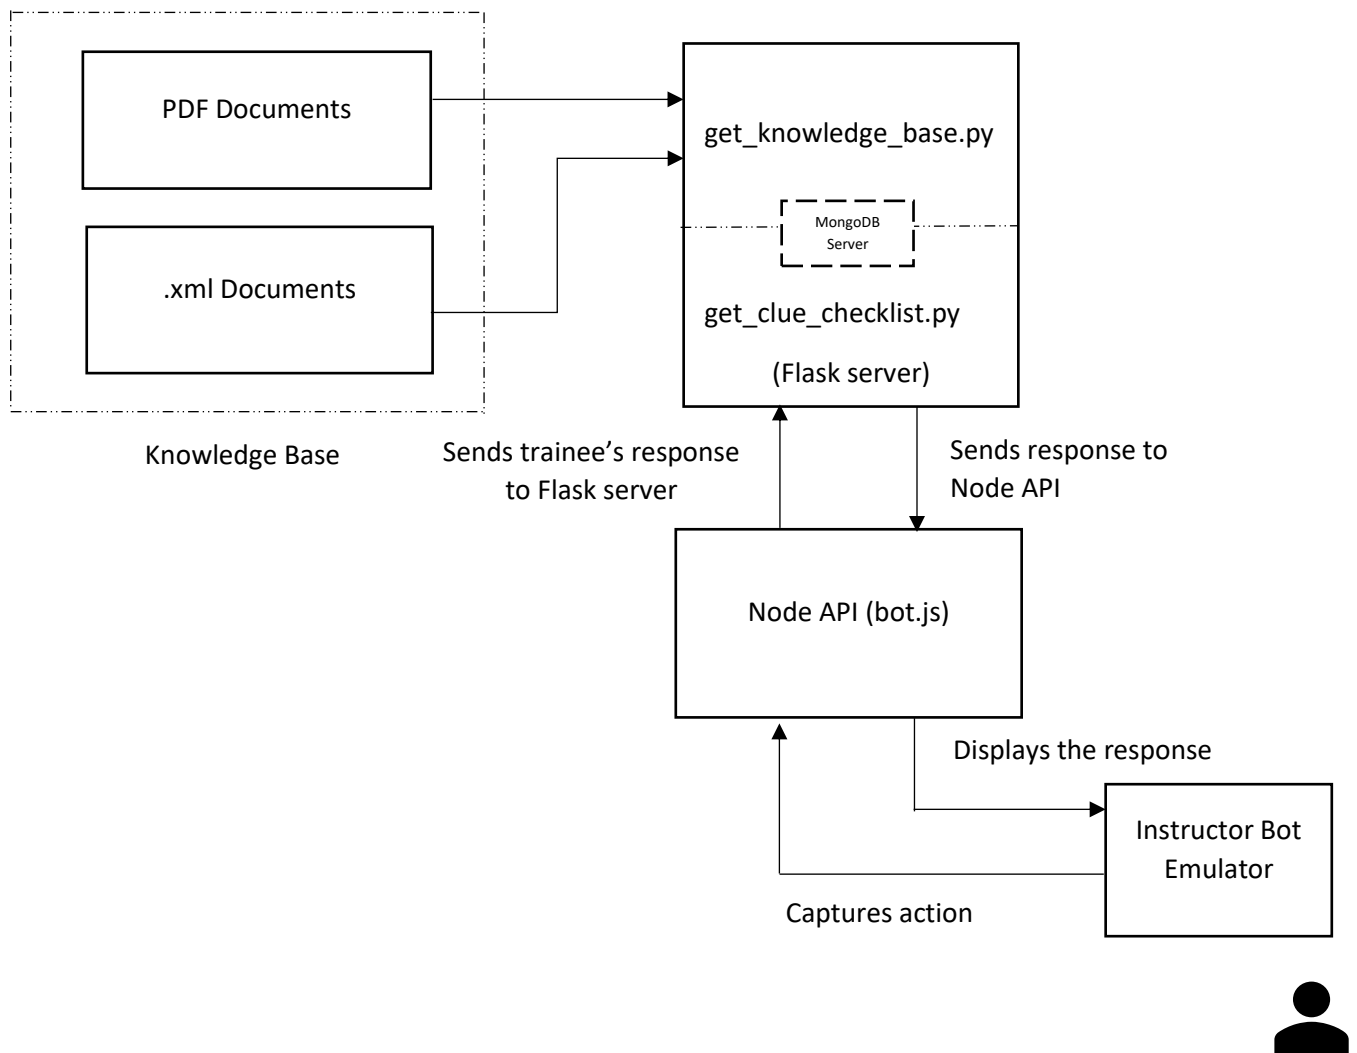 PDF Documents
.xml Documents
Knowledge Base
get_knowledge_base.py
MongoDB
Server
get_clue_checklist.py
(Flask server)
Sends trainee’s response
to Flask server
Sends response to
Node API
Node API (bot.js)
Displays the response
Instructor Bot
Emulator
Captures action